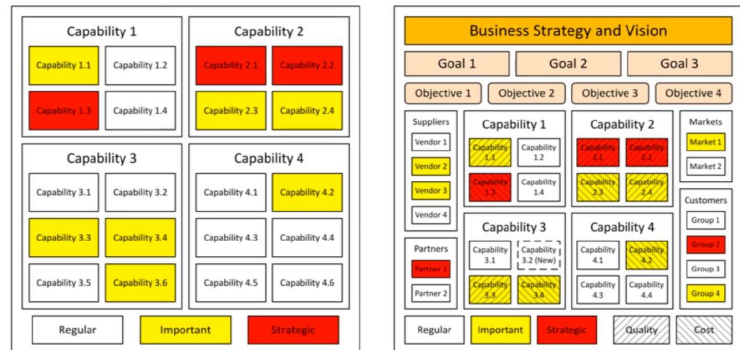 Capability 1
Capability 1.1
Capability 1.2
Capability 1.3
Capability 1.4
Capability 2
Capability 2.1
Capability 2.2
Capability 2.3
Capability 2.4
Capability 3
Capability 3.1
Capability 3.2
Capability 3.3
Capability 3.4
Capability 3.5
Capability 3.6
Capability 4
Capability 4.1
Capability 4.2
Capability 4.3
Capability 4.4
Capability 4.5
Capability 4.6
Regular
Important
Strategic
Business Strategy and Vision
Goal 1
Goal 2
Goal 3
Objective 1
Objective 2
Objective 3
Objective 4
Suppliers
Vendor 1
Vendor 2
Vendor 3
Vendor 4
Partners
Partner 1
Partner 2
Capability 1
Capability
1.1
Capability
1.2
Capability
1.3
Capability
1.4
Capability 2
Capability
2.1
Capability
2.2
Capability
2.3
Capability
2.4
Capability 3
Capability
3.1
Capability
3.2 (New)
Capability
3.3
Capability
3.4
Capability 4
Capability
4.1
Capability
4.2
Capability
4.3
Capability
4.4
Markets
Market 1
Market 2
Customers
Group 1
Group 2
Group 3
Group 4
Regular
Important
Strategic
Quality
Cost